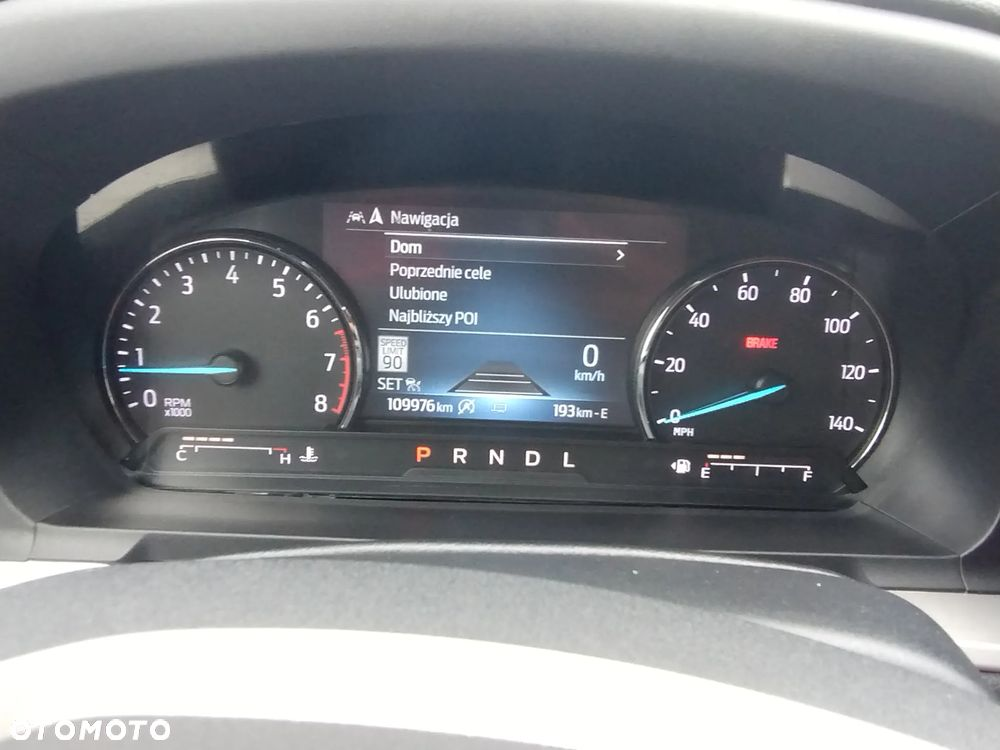 Nawigacja
Dom
Poprzednie cele
Ulubione
Najbliższy POI
SPEED
LIMIT
90
SET
0
km/h
109976 km
193 km - E
0
1
2
3
4
5
6
7
8
RPM
x1000
0
20
40
60
80
100
120
140
BRAKE
MPH
C H
P R N D L
E F
OTOMOTO